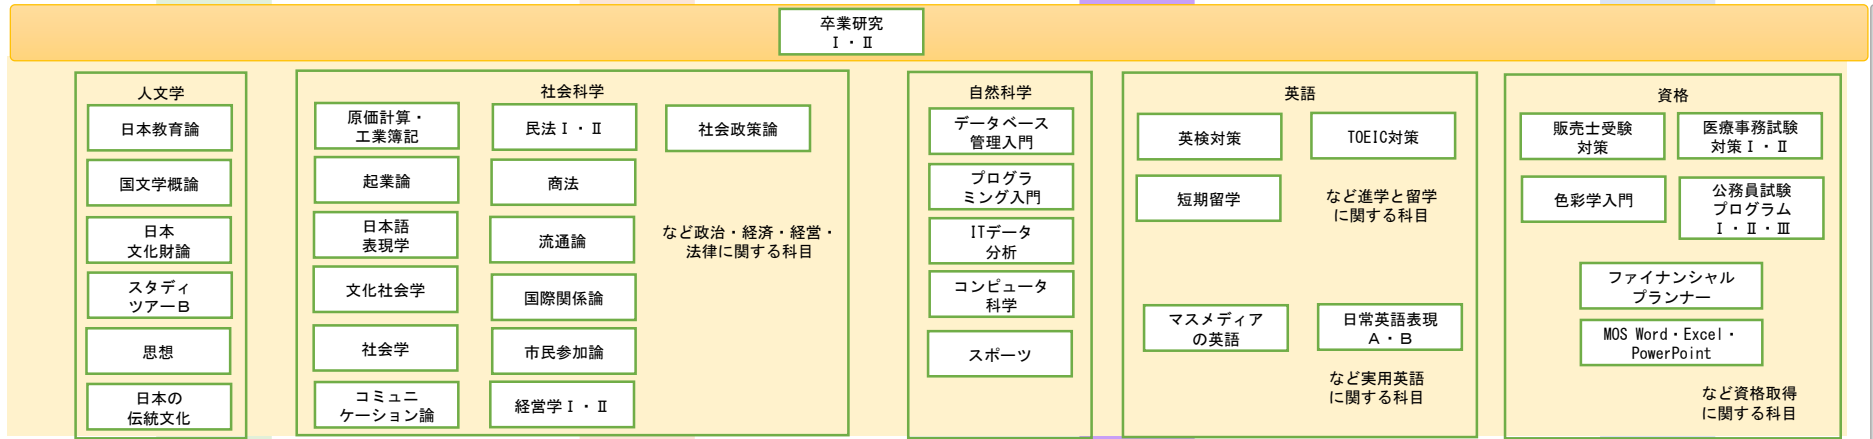 卒業研究
Ⅰ・Ⅱ
人文学
日本教育論
国文学概論
日本
文化財論
スタディ
ツアーB
思想
日本の
伝統文化
社会科学
原価計算・
工業簿記
起業論
日本語
表現学
文化社会学
社会学
コミュニ
ケーション論
民法Ⅰ・Ⅱ
商法
流通論
国際関係論
市民参加論
経営学Ⅰ・Ⅱ
社会政策論
など政治・経済・経営・
法律に関する科目
自然科学
データベース
管理入門
プログラ
ミング入門
ITデータ
分析
コンピュータ
科学
スポーツ
英語
英検対策
TOEIC対策
短期留学
など進学と留学
に関する科目
マスメディア
の英語
日常英語表現
A・B
など実用英語
に関する科目
資格
販売士受験
対策
医療事務試験
対策Ⅰ・Ⅱ
色彩学入門
公務員試験
プログラム
Ⅰ・Ⅱ・Ⅲ
ファイナンシャル
プランナー
MOS Word・Excel・
PowerPoint
など資格取得
に関する科目